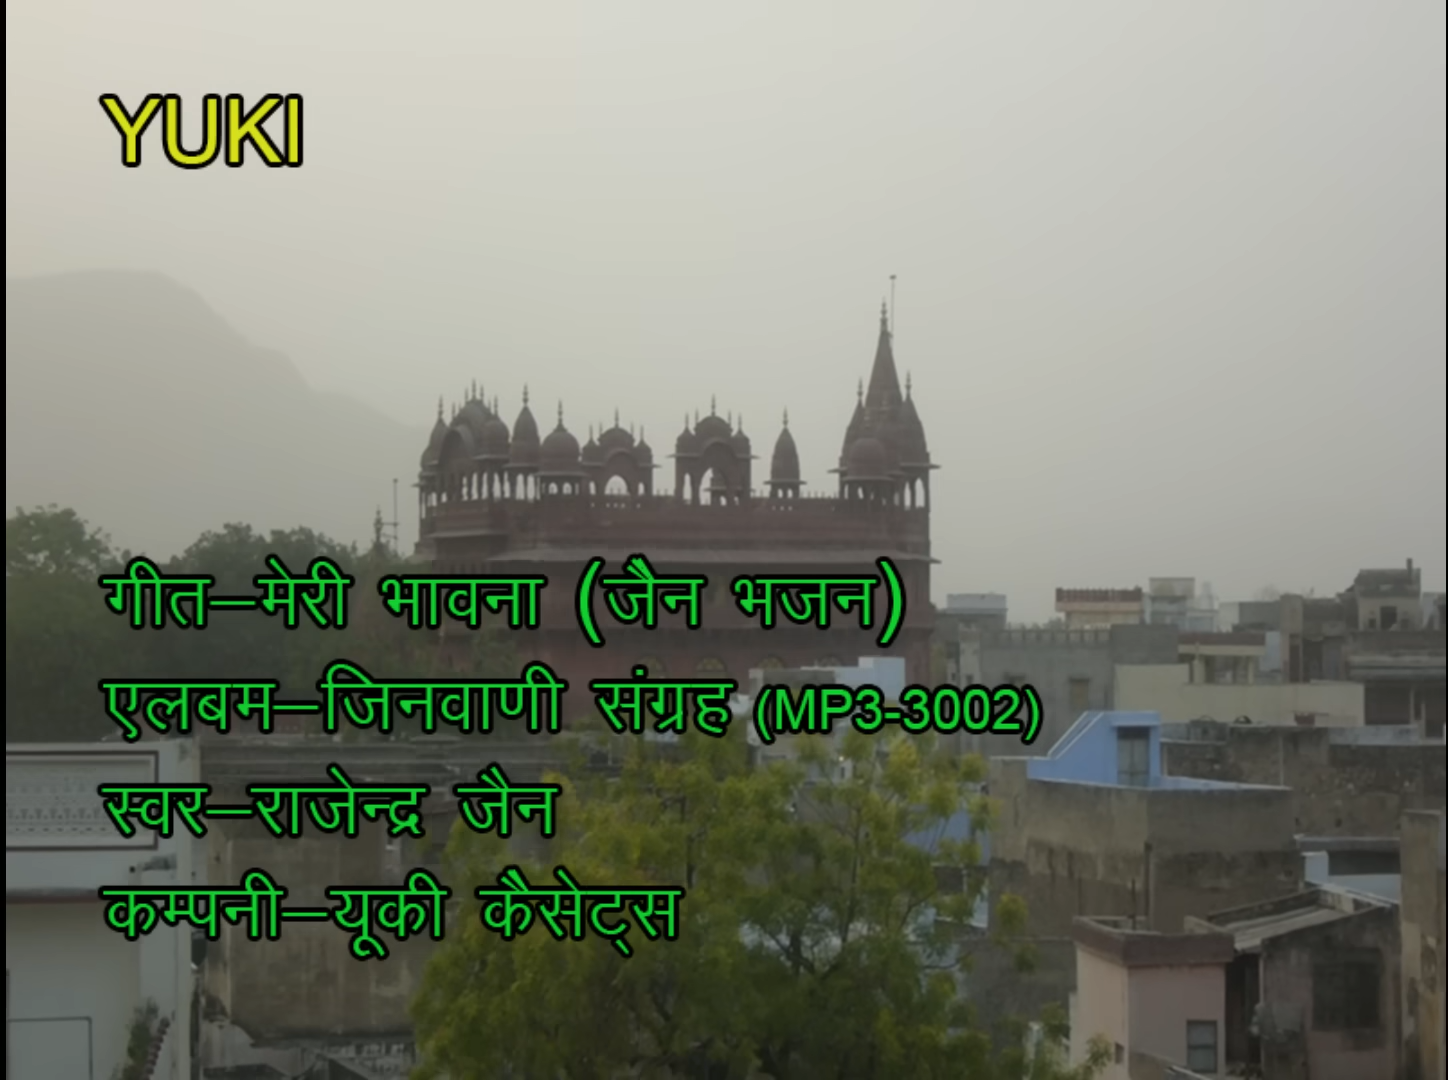 YUKI
गीत–मेरी भावना (जैन भजन)
एलबम–जिनवाणी संग्रह (MP3-3002)
स्वर–राजेन्द्र जैन
कम्पनी–यूकी कैसेट्स